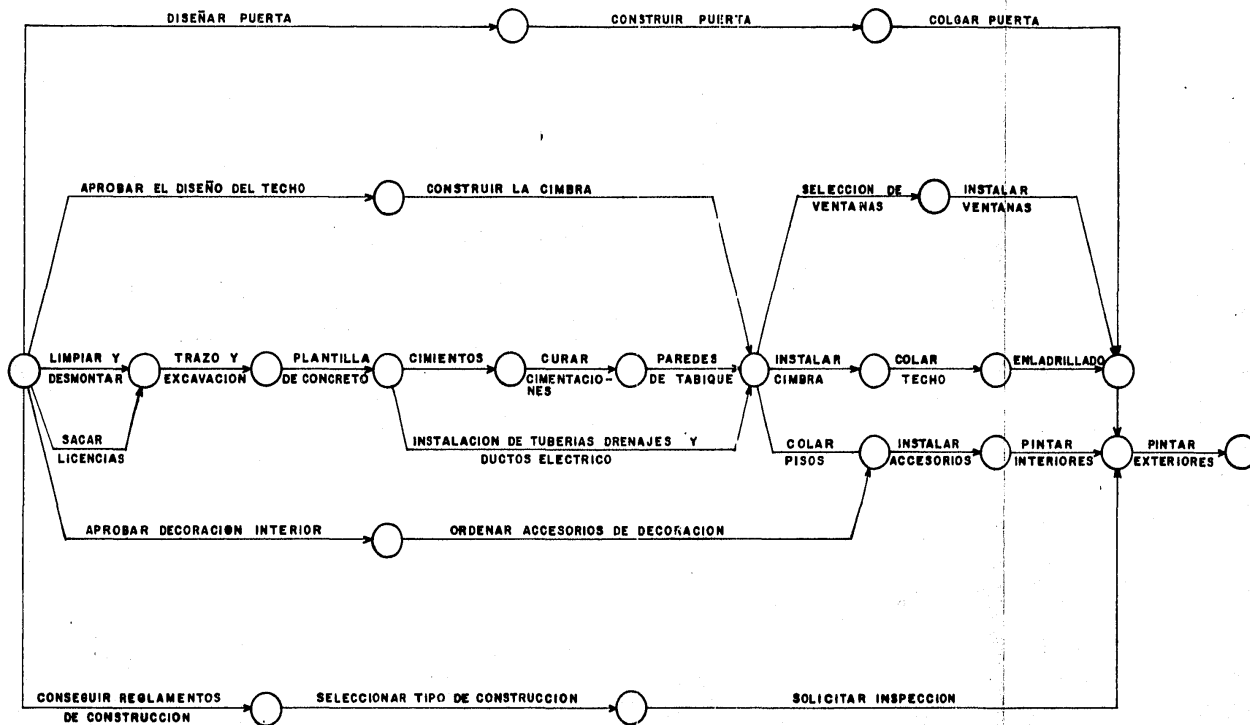 DISEÑAR PUERTA
CONSTRUIR PUERTA
COLGAR PUERTA
APROBAR EL DISEÑO DEL TECHO
CONSTRUIR LA CIMBRA
SELECCION DE
VENTANAS
INSTALAR
VENTANAS
LIMPIAR Y
DESMONTAR
TRAZO Y
EXCAVACION
PLANTILLA
DE CONCRETO
CIMIENTOS
CURAR
CIMENTACIO-
NES
PAREDES
DE TABIQUE
INSTALAR
CIMBRA
COLAR
TECHO
ENLADRILLADO
SACAR
LICENCIAS
INSTALACION DE TUBERIAS DRENAJES Y
DUCTOS ELECTRICO
COLAR
PISOS
INSTALAR
ACCESORIOS
PINTAR
INTERIORES
PINTAR
EXTERIORES
APROBAR DECORACION INTERIOR
ORDENAR ACCESORIOS DE DECORACION
CONSEGUIR REGLAMENTOS
DE CONSTRUCCION
SELECCIONAR TIPO DE CONSTRUCCION
SOLICITAR INSPECCION